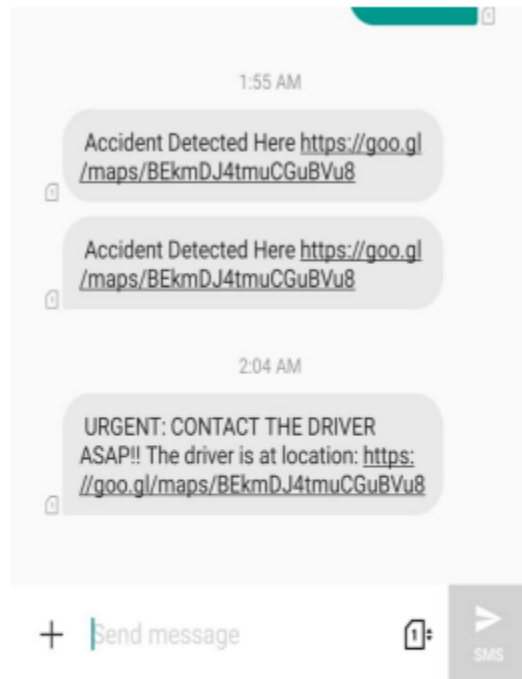 1:55 AM
Accident Detected Here https://goo.gl
/maps/BEkmDJ4tmuCGuBVu8
Accident Detected Here https://goo.gl
/maps/BEkmDJ4tmuCGuBVu8
2:04 AM
URGENT: CONTACT THE DRIVER
ASAP!! The driver is at location: https:
//goo.gl/maps/BEkmDJ4tmuCGuBVu8
Send message
1
SMS